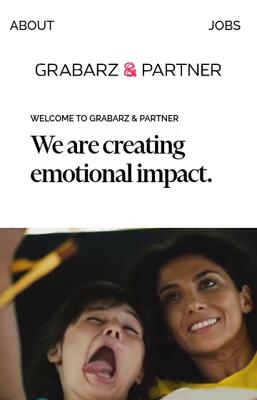 ABOUT JOBS
GRABARZ & PARTNER
WELCOME TO GRABARZ & PARTNER
We are creating
emotional impact.